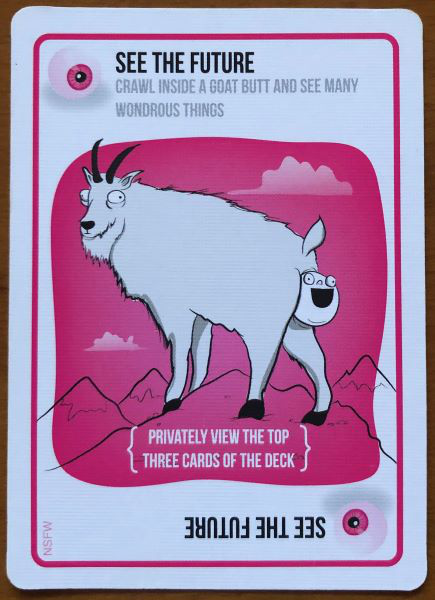 SEE THE FUTURE
CRAWL INSIDE A GOAT BUTT AND SEE MANY
WONDROUS THINGS
PRIVATELY VIEW THE TOP
THREE CARDS OF THE DECK
NSFW
SEE THE FUTURE